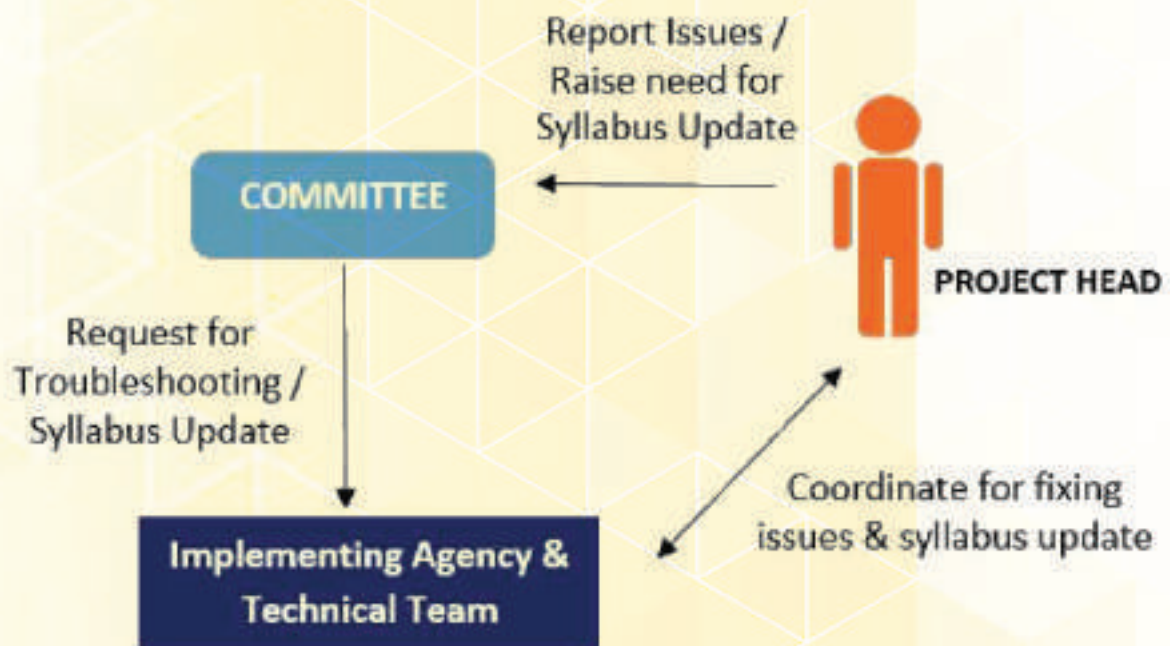 Report Issues /
Raise need for
Syllabus Update
COMMITTEE
PROJECT HEAD
Request for
Troubleshooting /
Syllabus Update
Coordinate for fixing
issues & syllabus update
Implementing Agency &
Technical Team